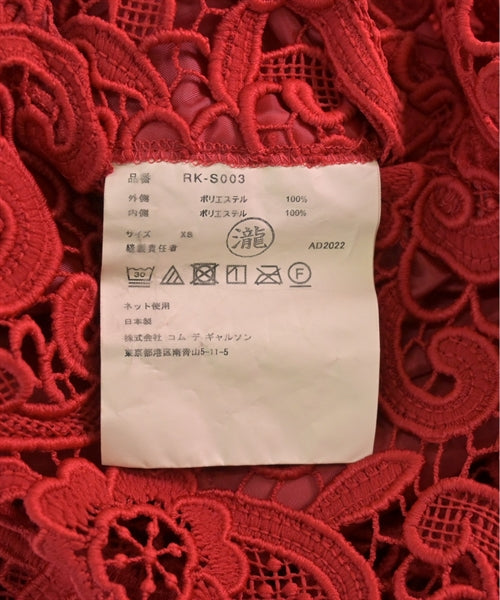 品番 RK-S003
外側 ポリエステル 100%
内側 ポリエステル 100%
サイズ XS
縫製責任者 瀧 AD2022
30 F
ネット使用
日本製
株式会社 コム デ ギャルソン
東京都港区南青山5-11-5